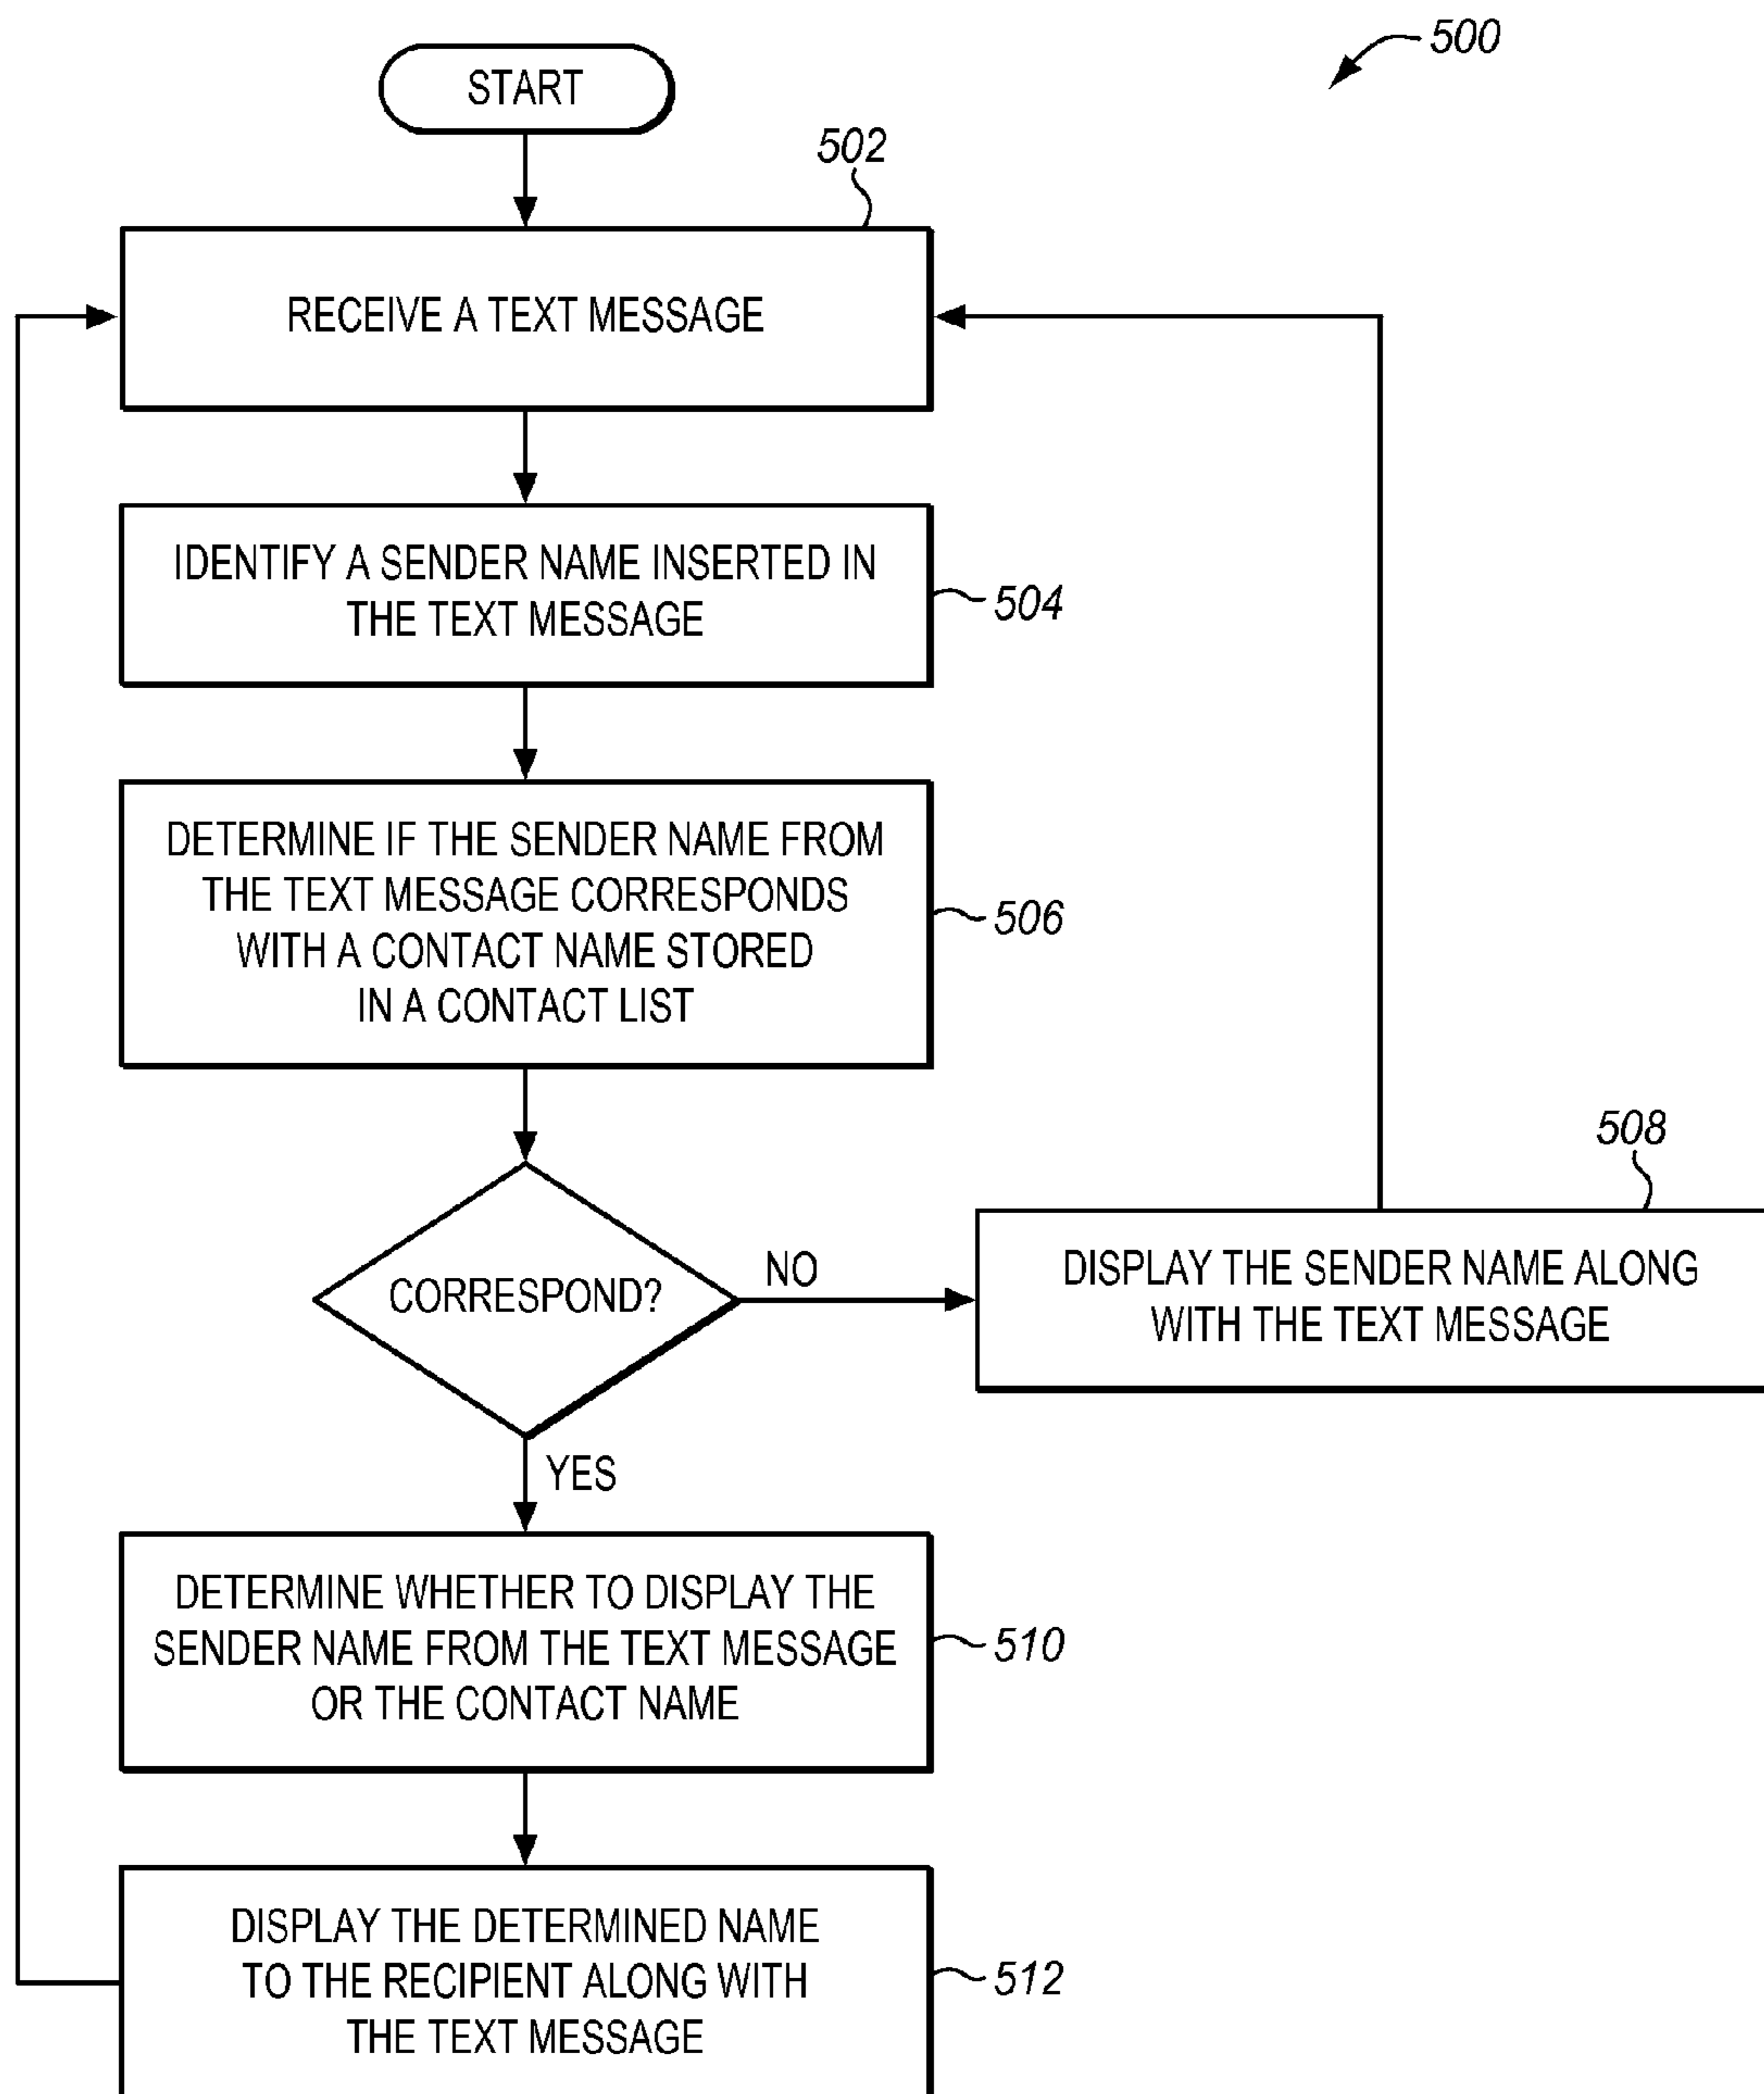 500
START
502
RECEIVE A TEXT MESSAGE
IDENTIFY A SENDER NAME INSERTED IN
THE TEXT MESSAGE
504
DETERMINE IF THE SENDER NAME FROM
THE TEXT MESSAGE CORRESPONDS
WITH A CONTACT NAME STORED
IN A CONTACT LIST
506
CORRESPOND?
NO
508
DISPLAY THE SENDER NAME ALONG
WITH THE TEXT MESSAGE
YES
DETERMINE WHETHER TO DISPLAY THE
SENDER NAME FROM THE TEXT MESSAGE
OR THE CONTACT NAME
510
DISPLAY THE DETERMINED NAME
TO THE RECIPIENT ALONG WITH
THE TEXT MESSAGE
512